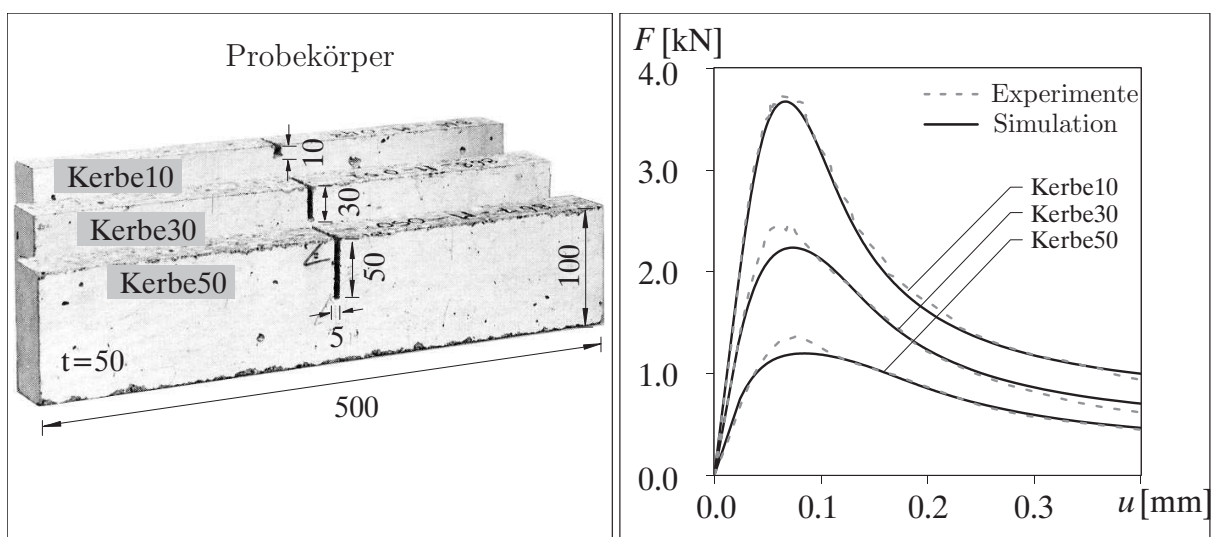 Probekörper
10
Kerbe10
30
Kerbe30
50
100
Kerbe50
5
t=50
500
F [kN]
4.0
Experimente
Simulation
3.0
Kerbe10
Kerbe30
Kerbe50
2.0
1.0
0.0
0.0 0.1 0.2 0.3 u [mm]